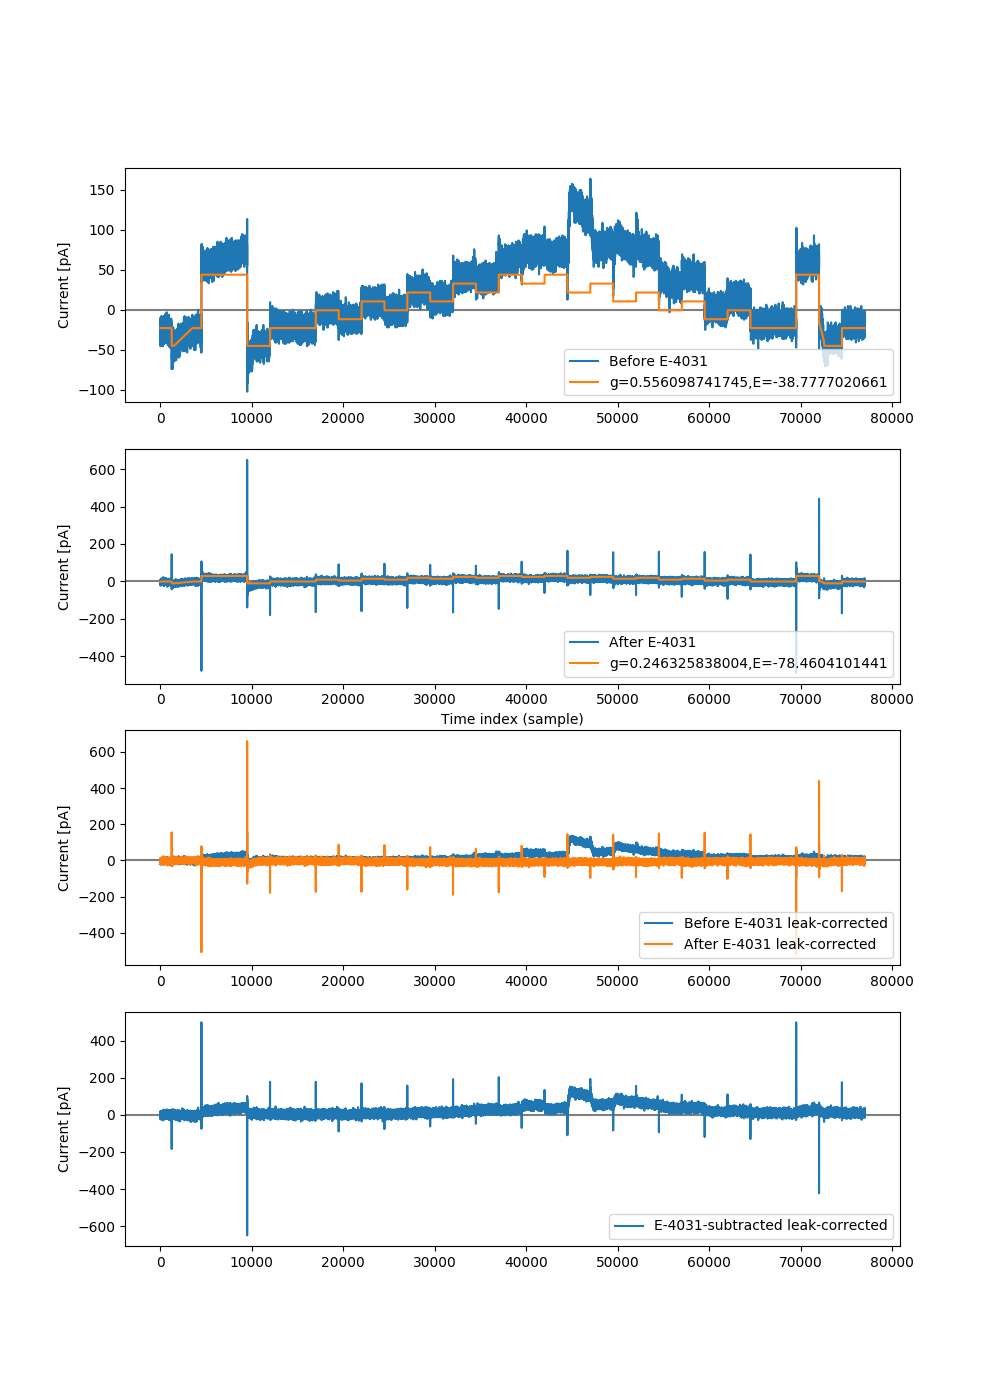 150
100
50
0
−50
−100
Current [pA]
Before E-4031
g=0.556098741745,E=-38.7777020661
0 10000 20000 30000 40000 50000 60000 70000 80000
600
400
200
0
−200
−400
Current [pA]
After E-4031
g=0.246325838004,E=-78.4604101441
0 10000 20000 30000 40000 50000 60000 70000 80000
Time index (sample)
600
400
200
0
−200
−400
Current [pA]
Before E-4031 leak-corrected
After E-4031 leak-corrected
0 10000 20000 30000 40000 50000 60000 70000 80000
400
200
0
−200
−400
−600
Current [pA]
E-4031-subtracted leak-corrected
0 10000 20000 30000 40000 50000 60000 70000 80000